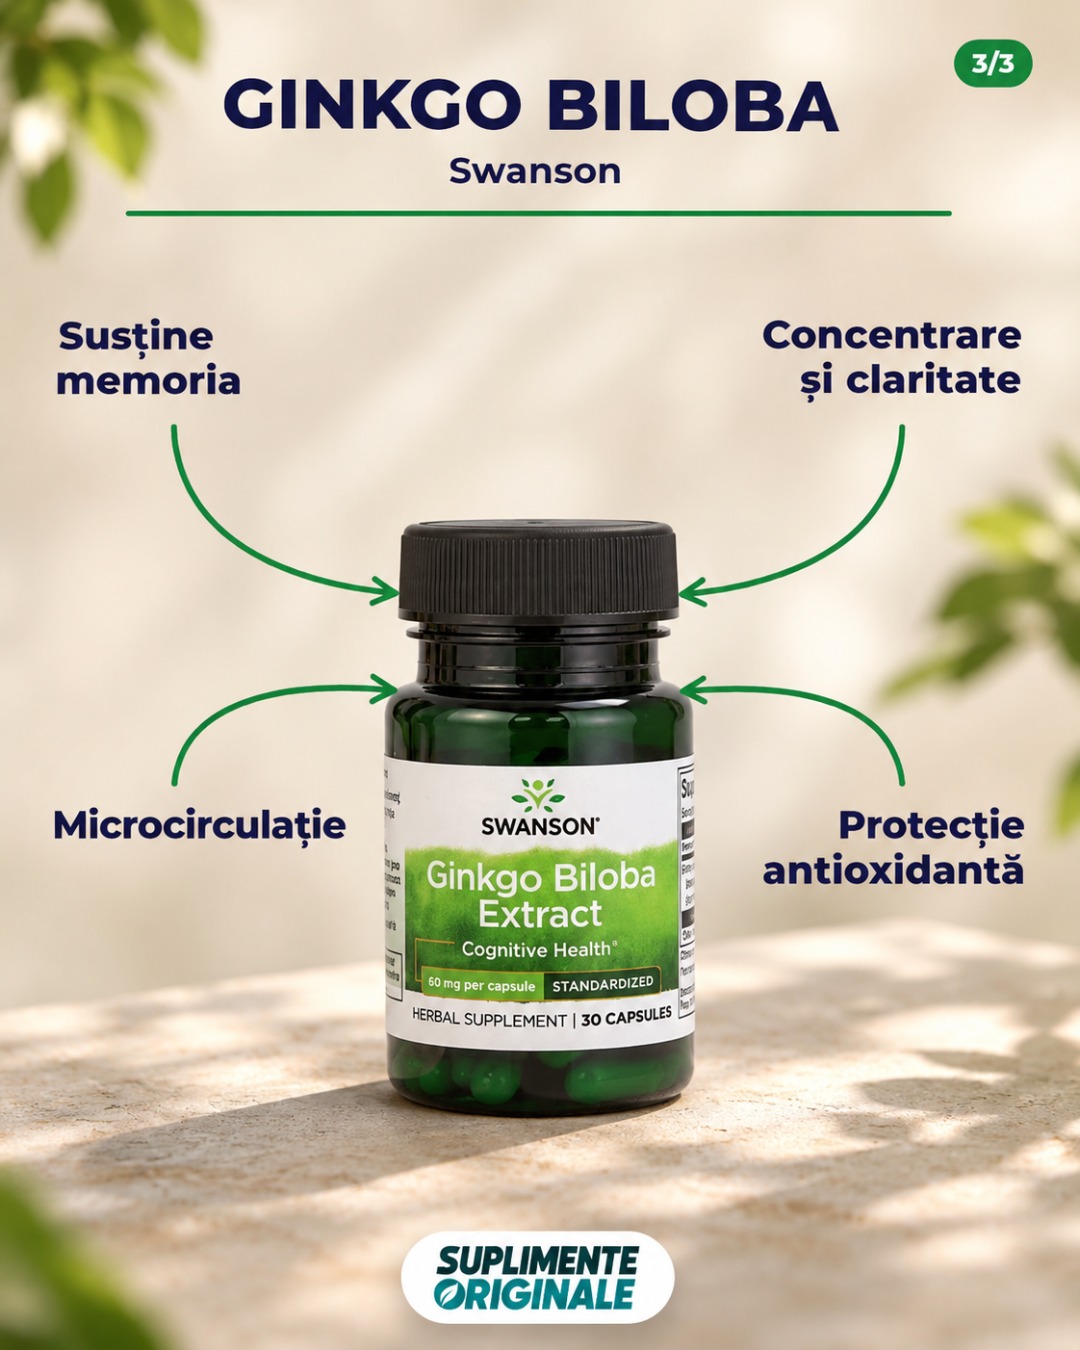 3/3
GINKGO BILOBA
Swanson
Susține
memoria
Concentrare
și claritate
Microcirculație
Protecție
antioxidantă
SWANSON
Ginkgo Biloba
Extract
Cognitive Health
60 mg per capsule STANDARDIZED
HERBAL SUPPLEMENT | 30 CAPSULES
SUPLIMENTE
ORIGINALE